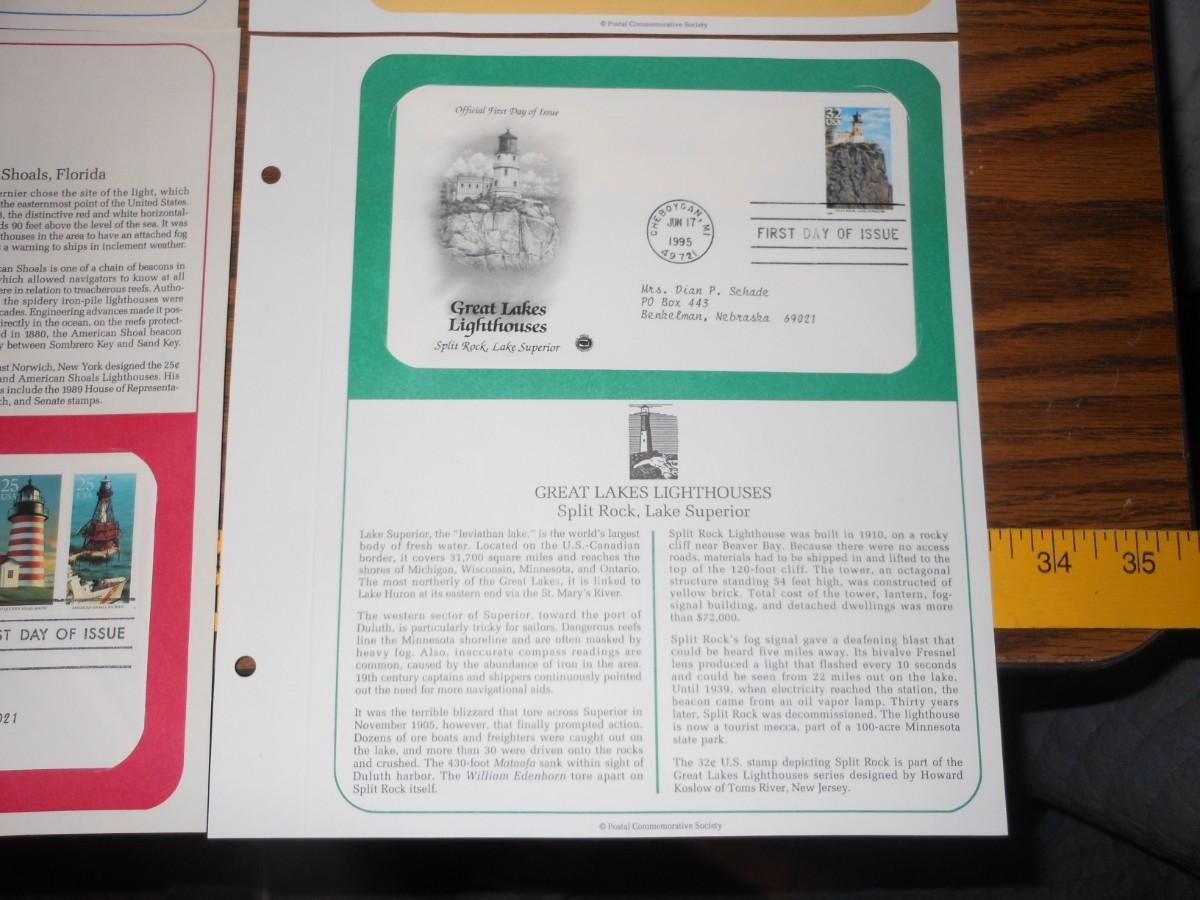 © Postal Commemorative Society
Shoals, Florida
ernier chose the site of the light, which
the easternmost point of the United States.
, the distinctive red and white horizontal-
ds 90 feet above the level of the sea. It was
thouses in the area to have an attached fog
a warning to ships in inclement weather.
can Shoals is one of a chain of beacons in
which allowed navigators to know at all
ere in relation to treacherous reefs. Autho-
the spidery iron-pile lighthouses were
cades. Engineering advances made it pos-
irectly in the ocean, on the reefs protect-
d in 1880, the American Shoal beacon
y between Sombrero Key and Sand Key.
ast Norwich, New York designed the 25¢
and American Shoals Lighthouses. His
s include the 1989 House of Representa-
ch, and Senate stamps.
25
USA
25
USA
ST DAY OF ISSUE
021
Official First Day of Issue
32
USA
CHEBOYGAN, MI
JUN 17
1995
49721
FIRST DAY OF ISSUE
Mrs. Dian P. Schade
PO Box 443
Benkelman, Nebraska 69021
Great Lakes
Lighthouses
Split Rock, Lake Superior
GREAT LAKES LIGHTHOUSES
Split Rock, Lake Superior
Lake Superior, the "leviathan lake," is the world's largest
body of fresh water. Located on the U.S.-Canadian
border, it covers 31,700 square miles and reaches the
shores of Michigan, Wisconsin, Minnesota, and Ontario.
The most northerly of the Great Lakes, it is linked to
Lake Huron at its eastern end via the St. Mary's River.
The western sector of Superior, toward the port of
Duluth, is particularly tricky for sailors. Dangerous reefs
line the Minnesota shoreline and are often masked by
heavy fog. Also, inaccurate compass readings are
common, caused by the abundance of iron in the area.
19th century captains and shippers continuously pointed
out the need for more navigational aids.
It was the terrible blizzard that tore across Superior in
November 1905, however, that finally prompted action.
Dozens of ore boats and freighters were caught out on
the lake, and more than 30 were driven onto the rocks
and crushed. The 430-foot Mataafa sank within sight of
Duluth harbor. The William Edenborn tore apart on
Split Rock itself.
Split Rock Lighthouse was built in 1910, on a rocky
cliff near Beaver Bay. Because there were no access
roads, materials had to be shipped in and lifted to the
top of the 120-foot cliff. The tower, an octagonal
structure standing 54 feet high, was constructed of
yellow brick. Total cost of the tower, lantern, fog-
signal building, and detached dwellings was more
than $72,000.
Split Rock's fog signal gave a deafening blast that
could be heard five miles away. Its bivalve Fresnel
lens produced a light that flashed every 10 seconds
and could be seen from 22 miles out on the lake.
Until 1939, when electricity reached the station, the
beacon came from an oil vapor lamp. Thirty years
later, Split Rock was decommissioned. The lighthouse
is now a tourist mecca, part of a 100-acre Minnesota
state park.
The 32¢ U.S. stamp depicting Split Rock is part of the
Great Lakes Lighthouses series designed by Howard
Koslow of Toms River, New Jersey.
© Postal Commemorative Society
34 35